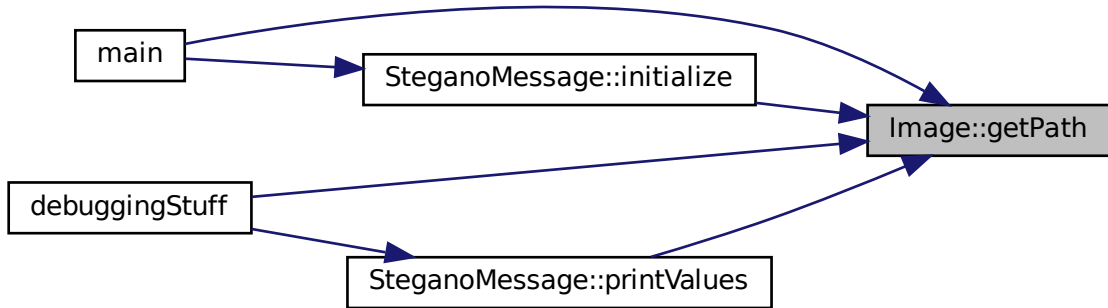 main
SteganoMessage::initialize
Image::getPath
debuggingStuff
SteganoMessage::printValues